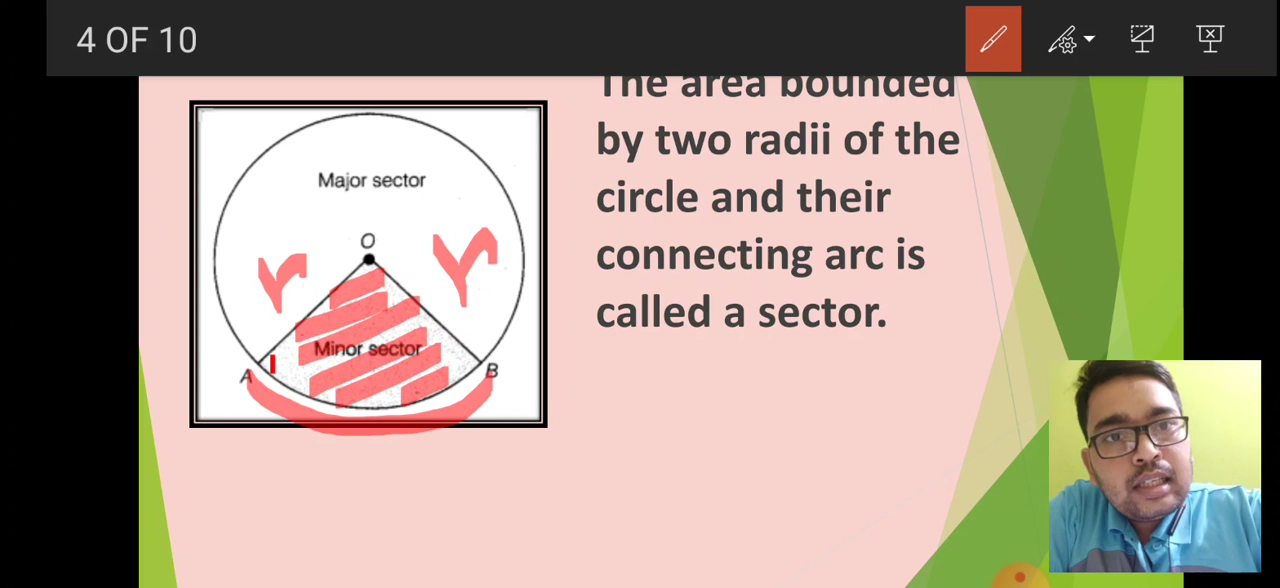 4 OF 10
The area bounded
by two radii of the
circle and their
connecting arc is
called a sector.
Major sector
O
r r
Minor sector
A B